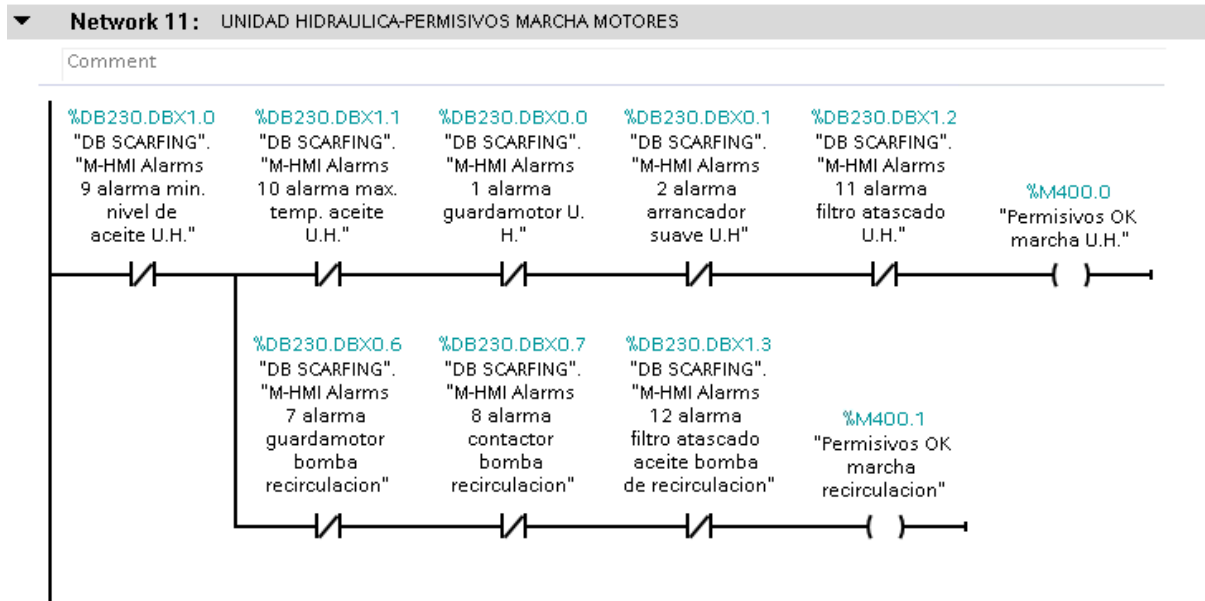 Network 11: UNIDAD HIDRAULICA-PERMISIVOS MARCHA MOTORES
Comment
%DB230.DBX1.0
"DB SCARFING".
"M-HMI Alarms
9 alarma min.
nivel de
aceite U.H."
%DB230.DBX1.1
"DB SCARFING".
"M-HMI Alarms
10 alarma max.
temp. aceite
U.H."
%DB230.DBX0.0
"DB SCARFING".
"M-HMI Alarms
1 alarma
guardamotor U.
H."
%DB230.DBX0.1
"DB SCARFING".
"M-HMI Alarms
2 alarma
arrancador
suave U.H"
%DB230.DBX1.2
"DB SCARFING".
"M-HMI Alarms
11 alarma
filtro atascado
U.H."
%M400.0
"Permisivos OK
marcha U.H."
%DB230.DBX0.6
"DB SCARFING".
"M-HMI Alarms
7 alarma
guardamotor
bomba
recirculacion"
%DB230.DBX0.7
"DB SCARFING".
"M-HMI Alarms
8 alarma
contactor
bomba
recirculacion"
%DB230.DBX1.3
"DB SCARFING".
"M-HMI Alarms
12 alarma
filtro atascado
aceite bomba
de recirculacion"
%M400.1
"Permisivos OK
marcha
recirculacion"